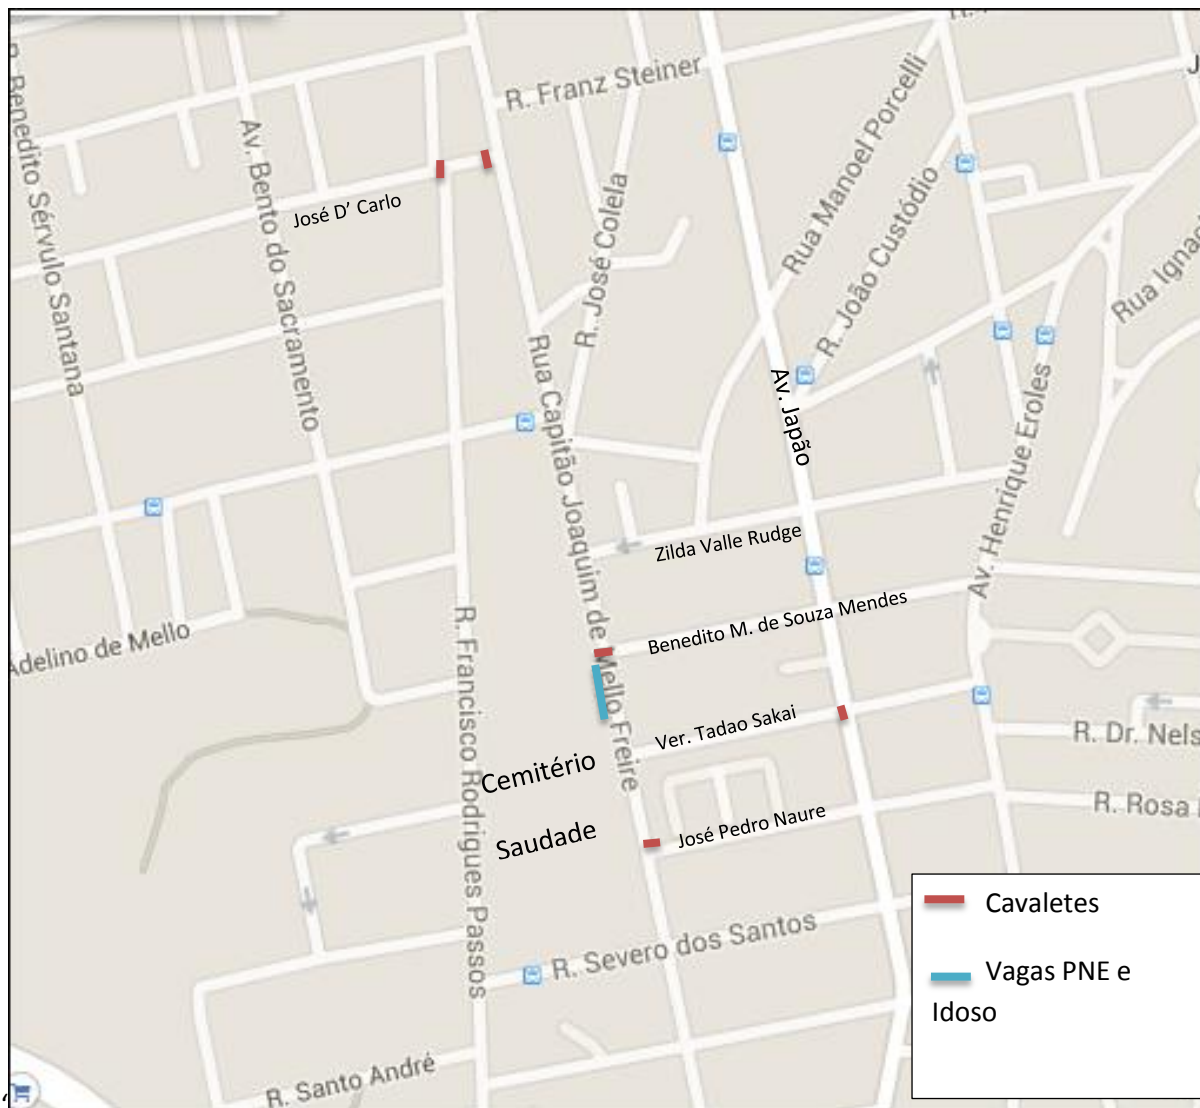 R. Franz Steiner
R. Benedito Sérvulo Santana
Av. Bento do Sacramento
José D' Carlo
R. José Colela
Rua Manoel Porcelli
R. João Custódio
Rua Capitão Joaquim de Mello Freire
Av. Japão
Av. Henrique Eroles
Zilda Valle Rudge
Benedito M. de Souza Mendes
Adelino de Mello
R. Francisco Rodrigues Passos
Ver. Tadao Sakai
Cemitério
Saudade
José Pedro Naure
R. Dr. Nels
R. Rosa
R. Severo dos Santos
R. Santo André
Cavaletes
Vagas PNE e
Idoso